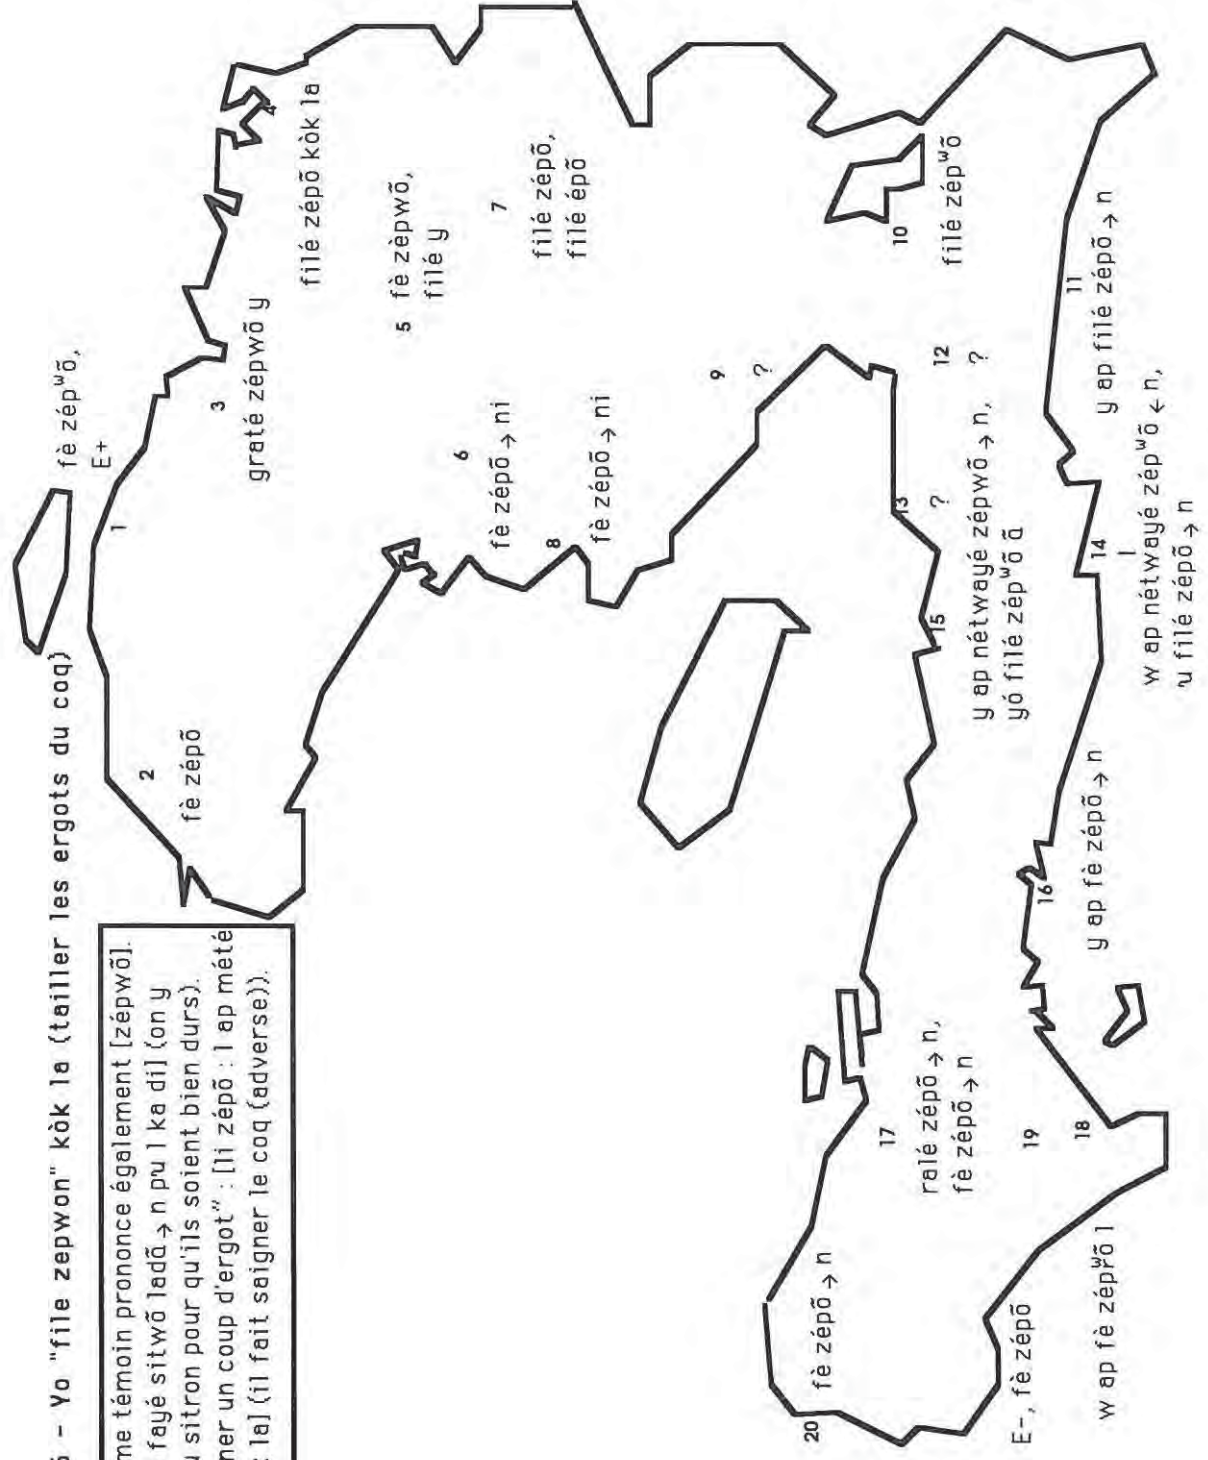 – Yo "file zepwon" kòk la (tailler les ergots du coq)
me témoin prononce également [zépwõ].
fayé sitwõ ladã → n pu l ka di] (on y
sitron pour qu'ils soient bien durs).
ner un coup d'ergot" : [li zépõ : l ap mété
la] (il fait saigner le coq (adverse)).
fè zépʷõ,
E+
1
2
fè zépõ
3
graté zépwõ y
4
filé zépõ kòk la
5 fè zèpwõ,
filé y
6
fè zépõ → ni
7
filé zépõ,
filé épõ
8
fè zépõ → ni
9
?
10
filé zépʷõ
11
y ap filé zépõ → n
12
?
13
?
14
w ap nétwayé zépʷõ ← n,
u filé zépõ → n
15
y ap nétwayé zépwõ → n,
yó filé zépʷõ ã
16
y ap fè zépõ → n
17
ralé zépõ → n,
fè zépõ → n
18
w ap fè l
19
E-, fè zépõ
20
fè zépõ → n